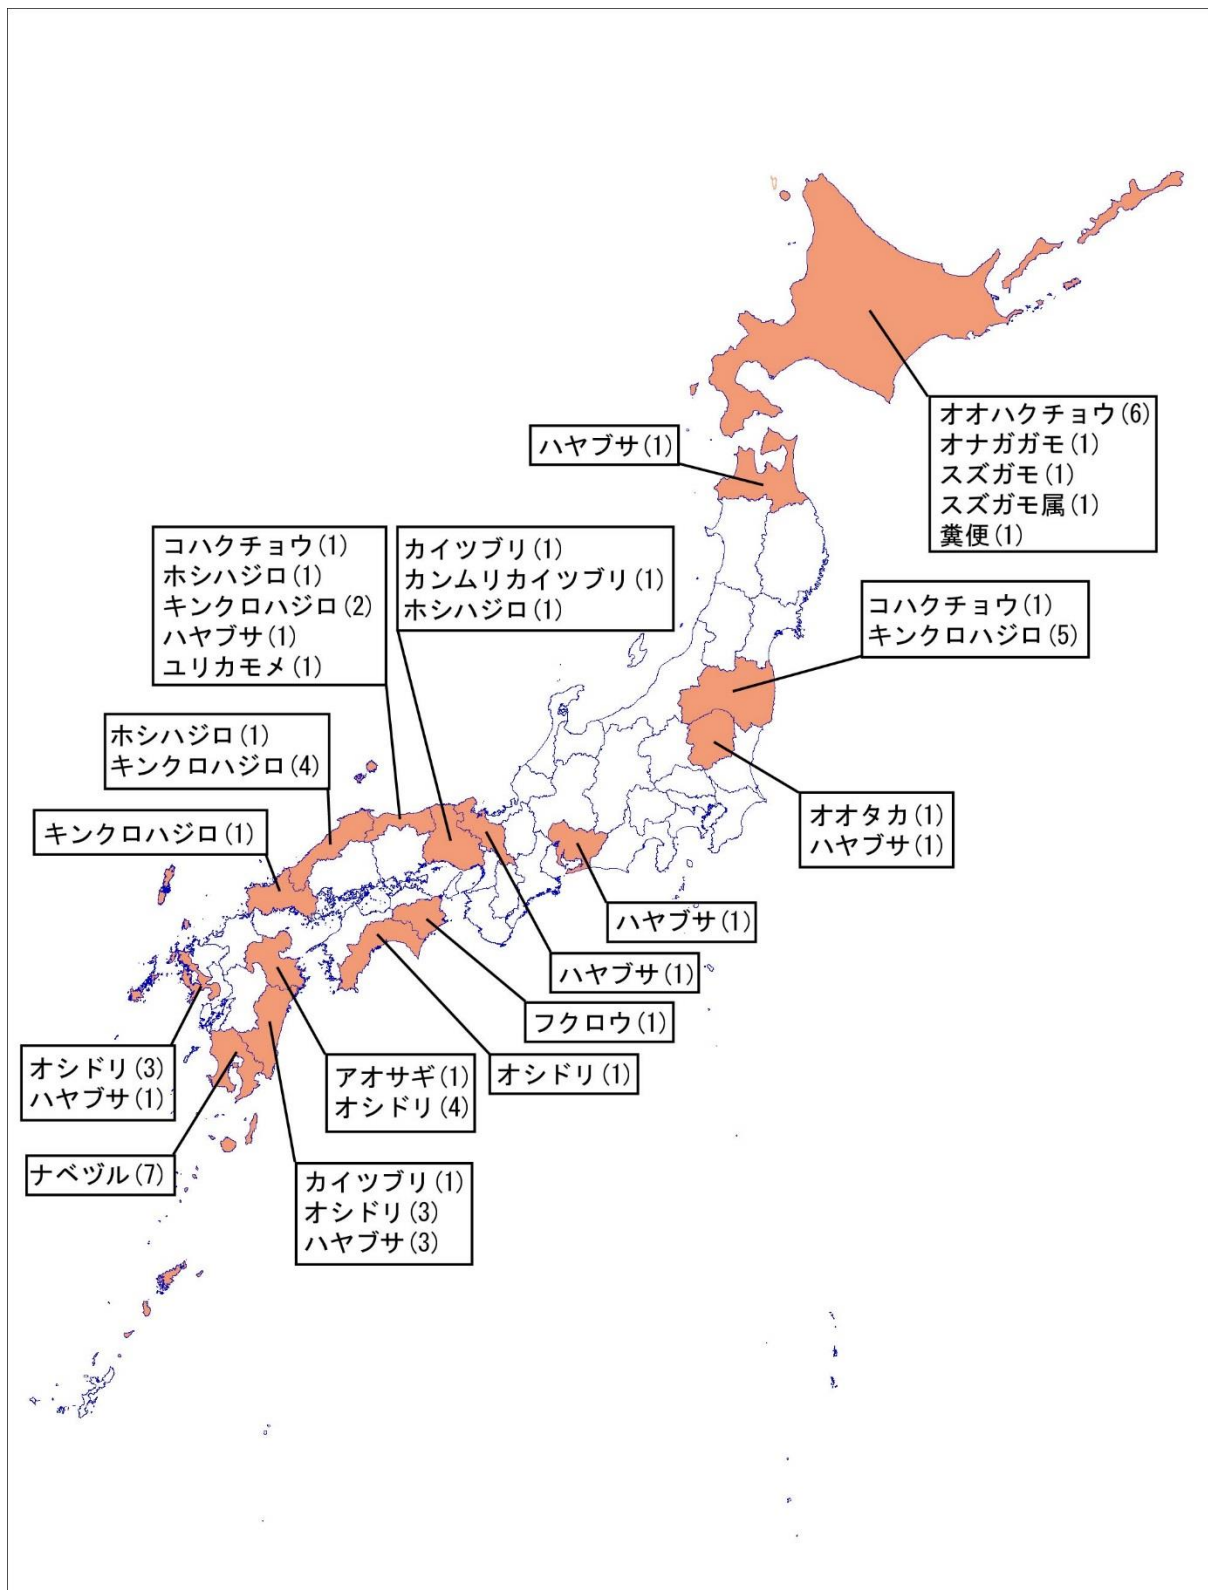 オオハクチョウ(6)
オナガガモ(1)
スズガモ(1)
スズガモ属(1)
糞便(1)
ハヤブサ(1)
コハクチョウ(1)
ホシハジロ(1)
キンクロハジロ(2)
ハヤブサ(1)
ユリカモメ(1)
カイツブリ(1)
カンムリカイツブリ(1)
ホシハジロ(1)
コハクチョウ(1)
キンクロハジロ(5)
ホシハジロ(1)
キンクロハジロ(4)
オオタカ(1)
ハヤブサ(1)
キンクロハジロ(1)
ハヤブサ(1)
ハヤブサ(1)
フクロウ(1)
オシドリ(3)
ハヤブサ(1)
アオサギ(1)
オシドリ(4)
オシドリ(1)
ナベヅル(7)
カイツブリ(1)
オシドリ(3)
ハヤブサ(3)